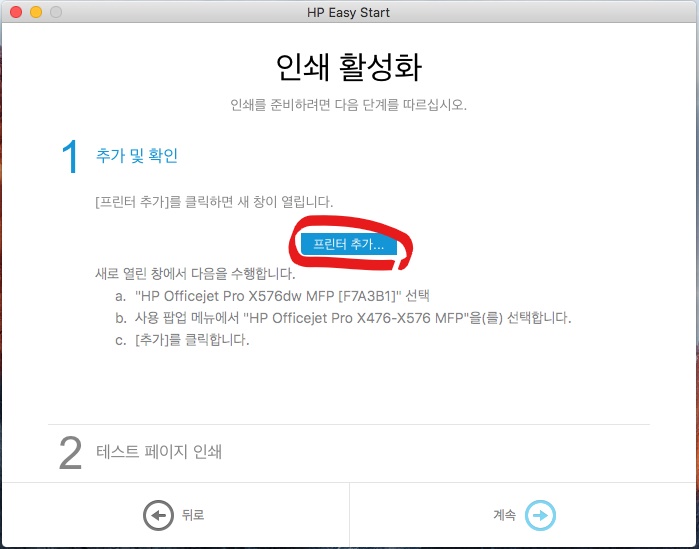 HP Easy Start
인쇄 활성화
인쇄를 준비하려면 다음 단계를 따르십시오.
1 추가 및 확인
[프린터 추가]를 클릭하면 새 창이 열립니다.
프린터 추가...
새로 열린 창에서 다음을 수행합니다.
a. "HP Officejet Pro X576dw MFP [F7A3B1]" 선택
b. 사용 팝업 메뉴에서 "HP Officejet Pro X476-X576 MFP"을(를) 선택합니다.
c. [추가]를 클릭합니다.
2 테스트 페이지 인쇄
뒤로 계속